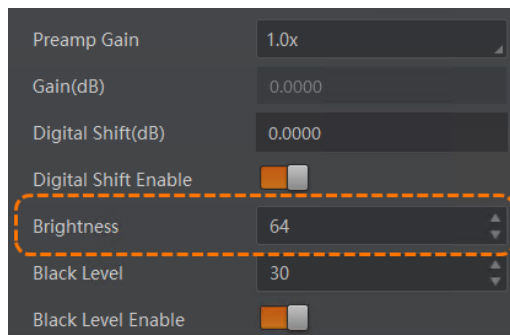 Preamp Gain 1.0x
Gain(dB) 0.0000
Digital Shift(dB) 0.0000
Digital Shift Enable
Brightness 64
Black Level 30
Black Level Enable